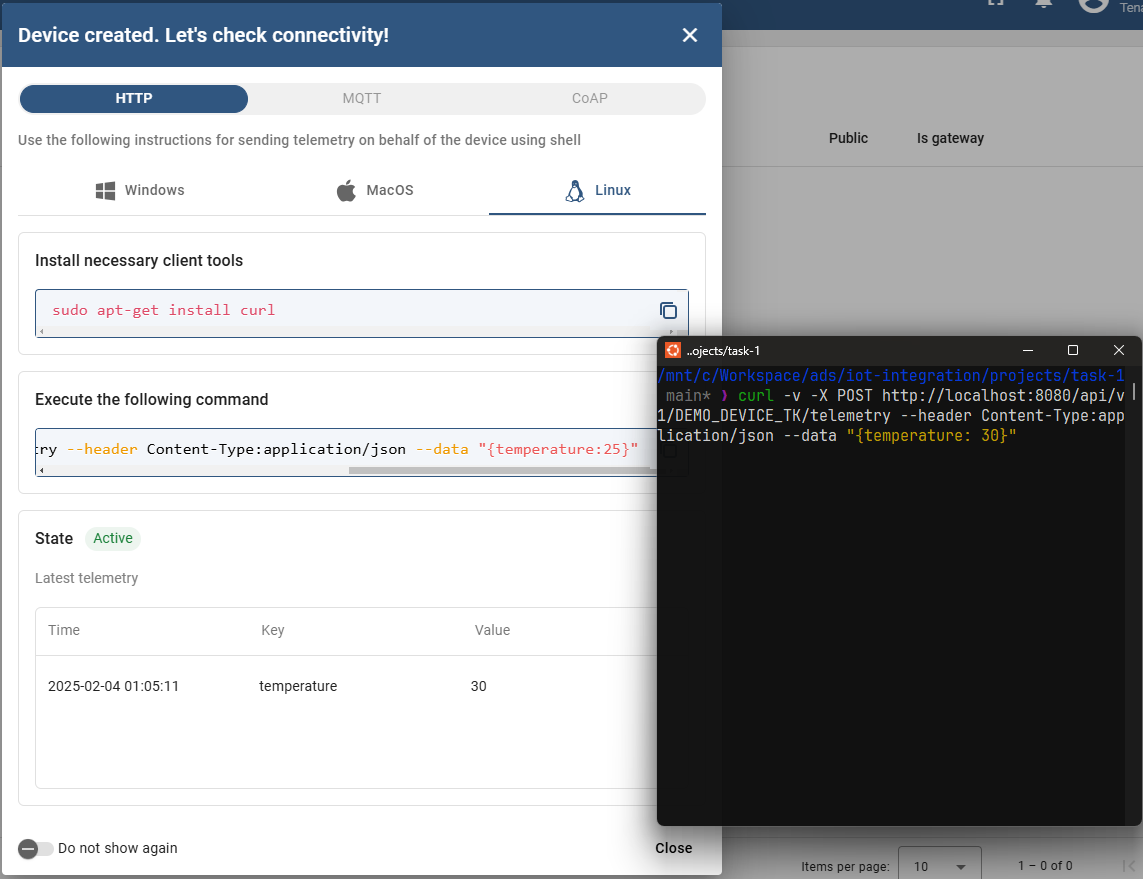 Device created. Let's check connectivity!
HTTP
MQTT
CoAP
Use the following instructions for sending telemetry on behalf of the device using shell
Windows
MacOS
Linux
Install necessary client tools
sudo apt-get install curl
Execute the following command
ry --header Content-Type:application/json --data "{temperature:25}"
State Active
Latest telemetry
Time Key Value
2025-02-04 01:05:11 temperature 30
Do not show again
Close
Tena
Public Is gateway
..ojects/task-1
/mnt/c/Workspace/ads/iot-integration/projects/task-1
main* ❯ curl -v -X POST http://localhost:8080/api/v
1/DEMO_DEVICE_TK/telemetry --header Content-Type:app
lication/json --data "{temperature: 30}"
Items per page: 10 1 – 0 of 0